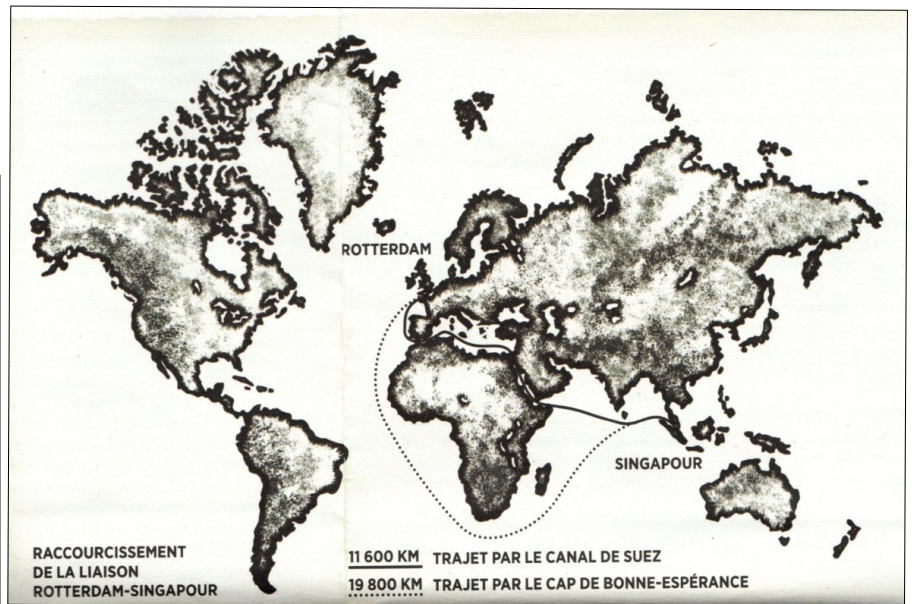 ROTTERDAM
SINGAPOUR
RACCOURCISSEMENT
DE LA LIAISON
ROTTERDAM-SINGAPOUR
11 600 KM TRAJET PAR LE CANAL DE SUEZ
19 800 KM TRAJET PAR LE CAP DE BONNE-ESPÉRANCE